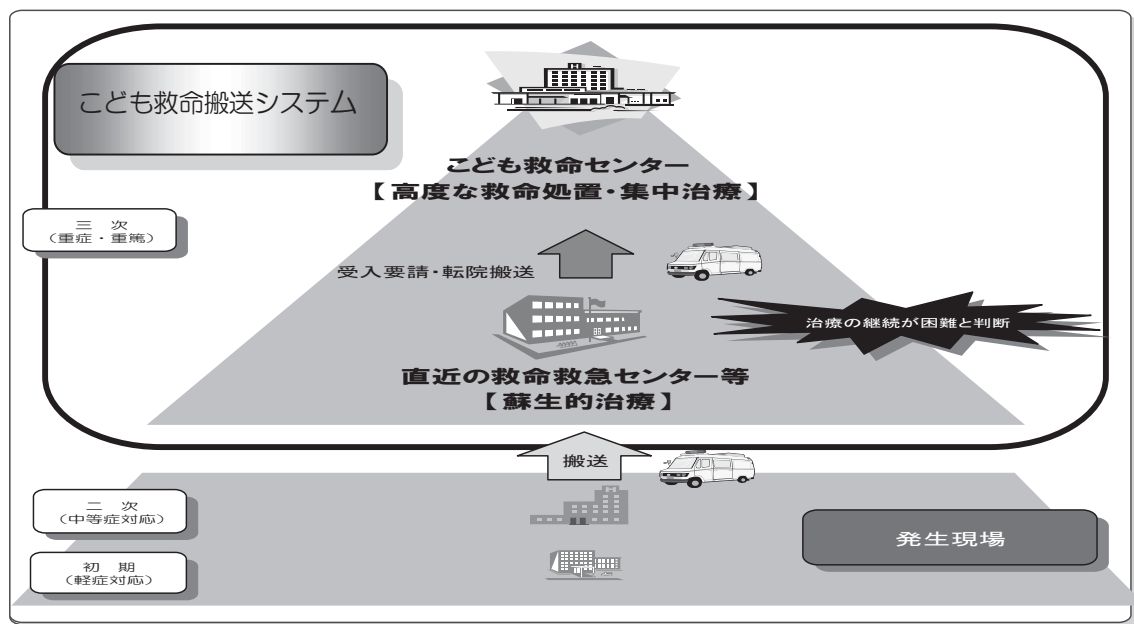 こども救命搬送システム
こども救命センター
【高度な救命処置・集中治療】
三　次
(重症・重篤)
受入要請・転院搬送
治療の継続が困難と判断
直近の救命救急センター等
【蘇生的治療】
搬送
二　次
(中等症対応)
発生現場
初　期
(軽症対応)